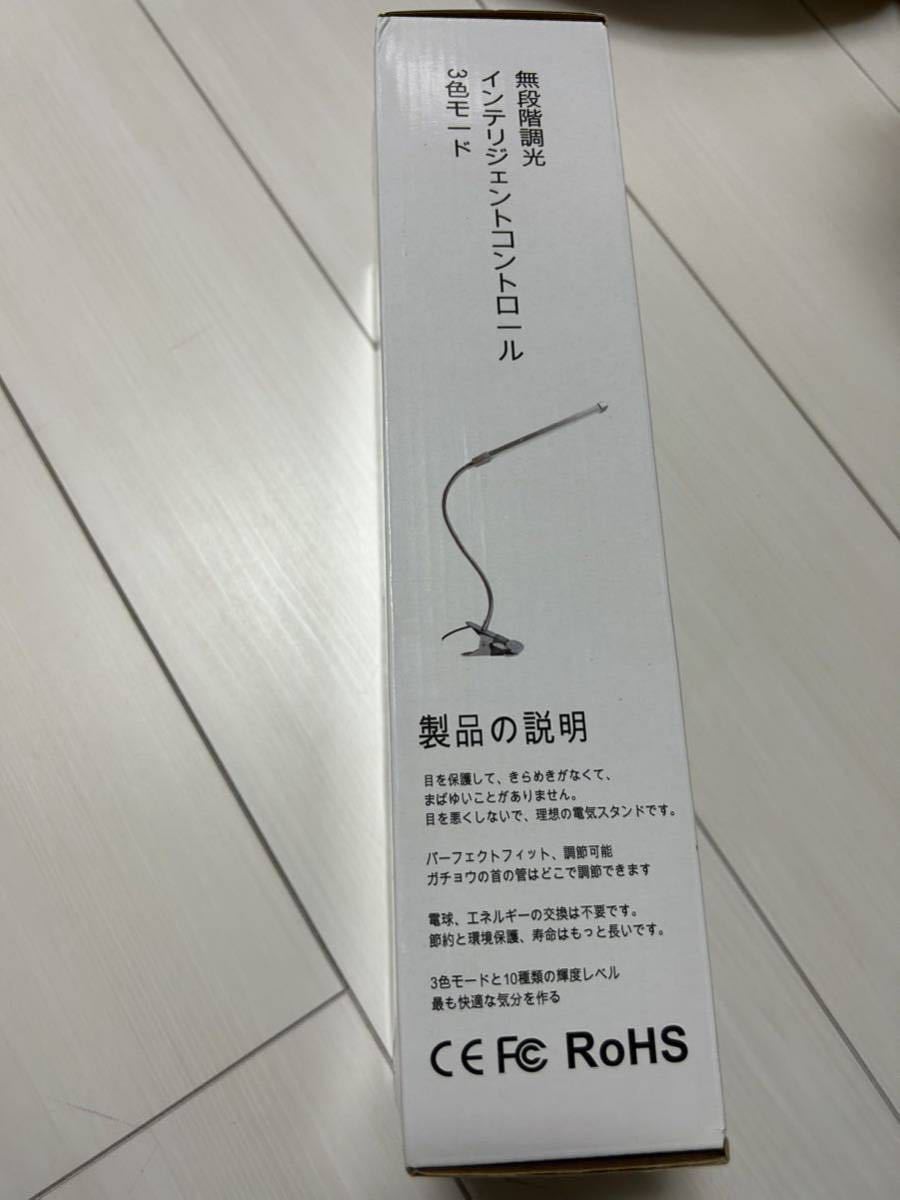 無段階調光
インテリジェントコントロール
3色モード
製品の説明
目を保護して、きらめきがなくて、
まばゆいことがありません。
目を悪くしないで、理想の電気スタンドです。
パーフェクトフィット、調節可能
ガチョウの首の管はどこで調節できます
電球、エネルギーの交換は不要です。
節約と環境保護、寿命はもっと長いです。
3色モードと10種類の輝度レベル
最も快適な気分を作る
CE FC RoHS